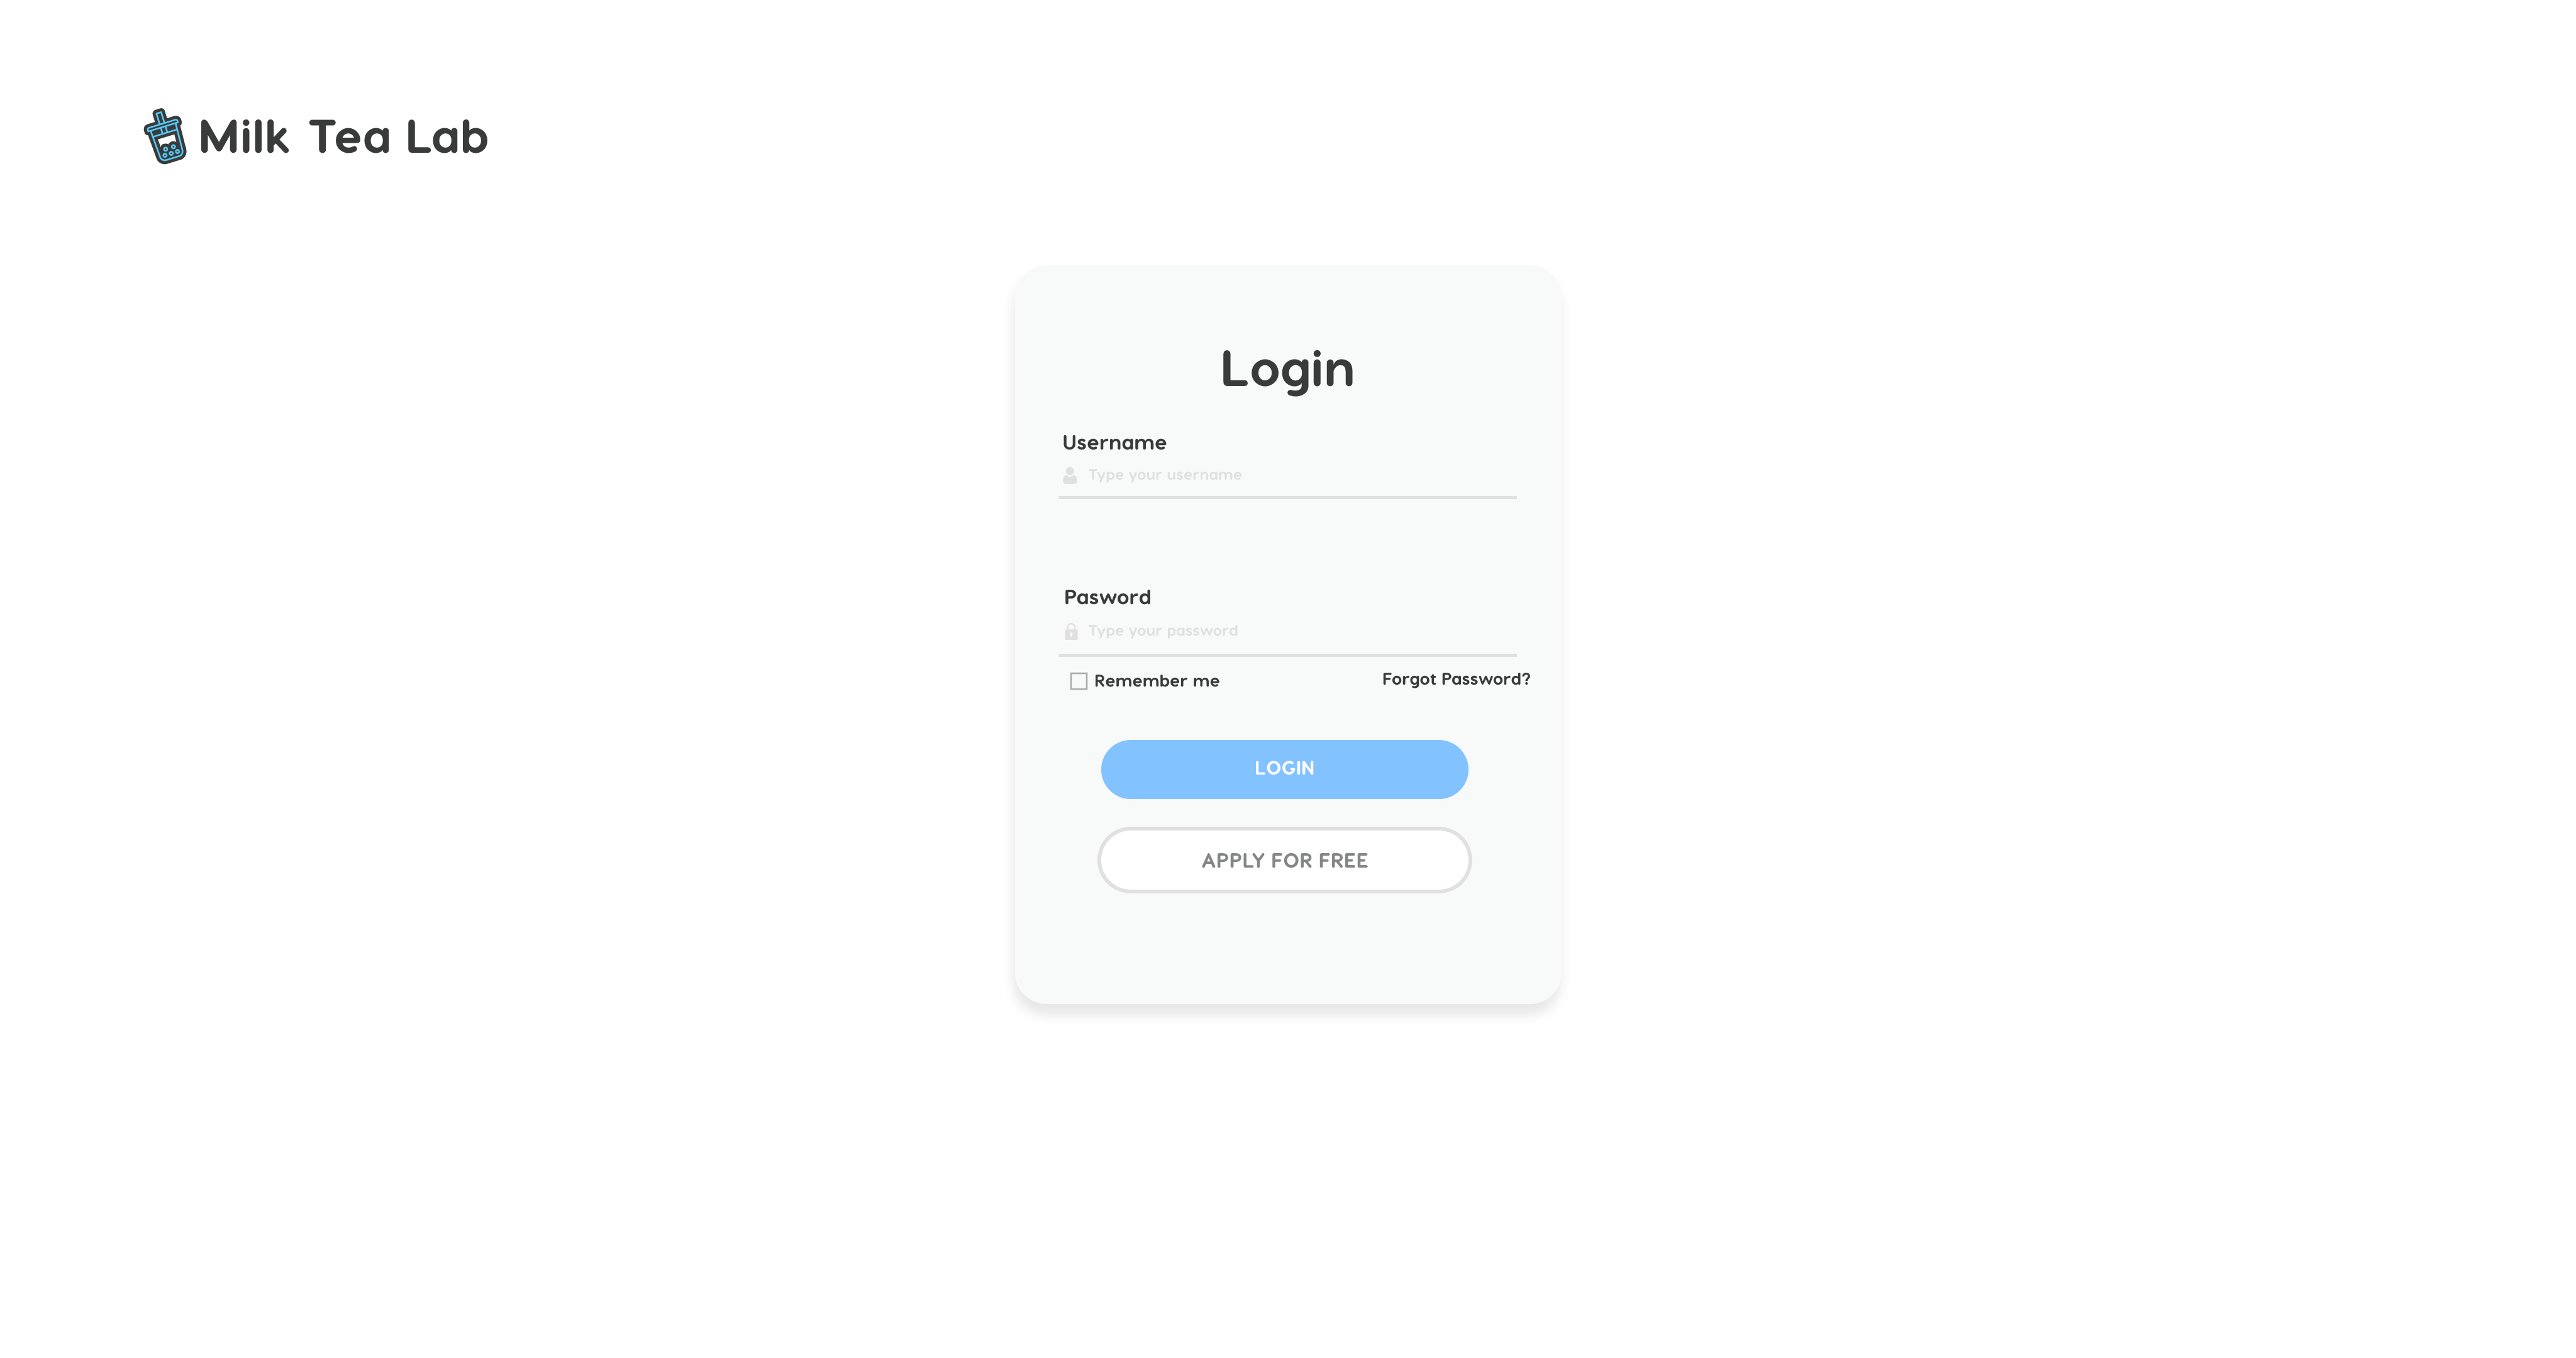 Milk Tea Lab
Login
Username
Type your username
Pasword
Type your password
Remember me
Forgot Password?
LOGIN
APPLY FOR FREE